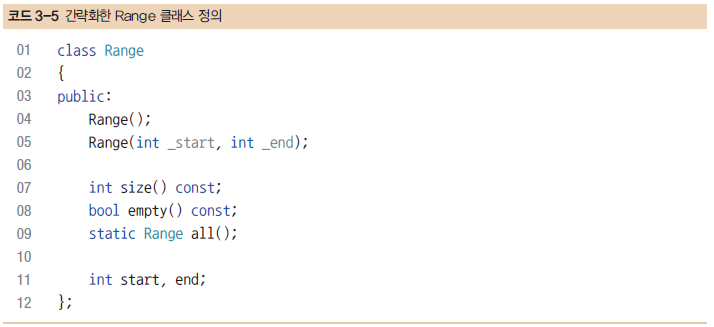 코드 3-5 간략화한 Range 클래스 정의
01 class Range
02 {
03 public:
04     Range();
05     Range(int _start, int _end);
06
07     int size() const;
08     bool empty() const;
09     static Range all();
10
11     int start, end;
12 };